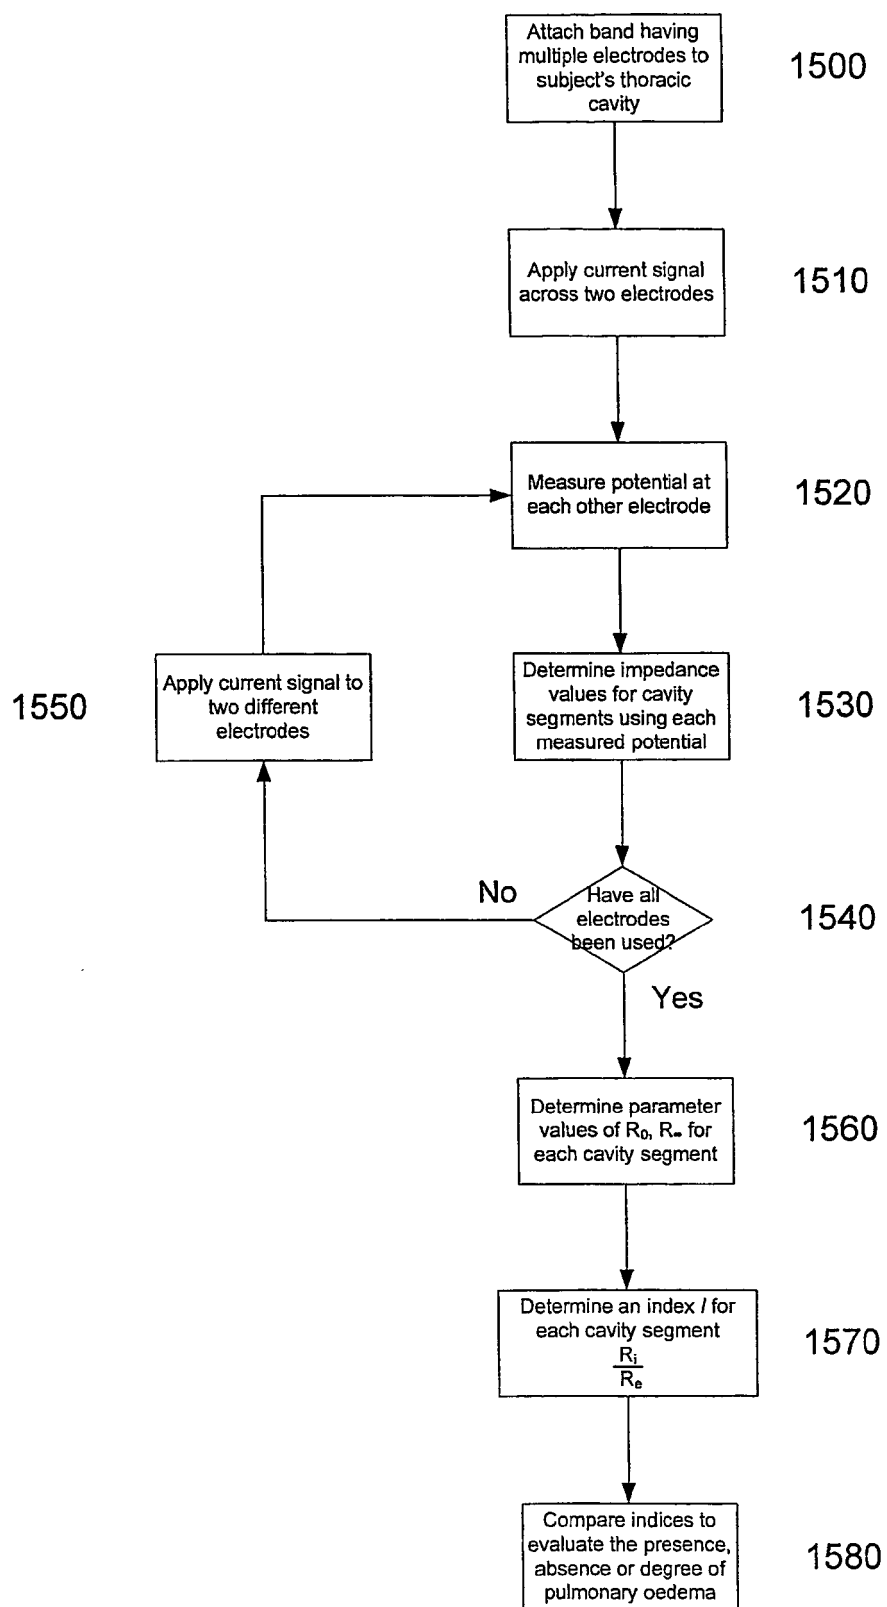 Attach band having
multiple electrodes to
subject's thoracic
cavity
1500
Apply current signal
across two electrodes
1510
Measure potential at
each other electrode
1520
Apply current signal to
two different
electrodes
1550
Determine impedance
values for cavity
segments using each
measured potential
1530
Have all
electrodes
been used?
1540
No
Yes
Determine parameter
values of R₀, R∞ for
each cavity segment
1560
Determine an index I for
each cavity segment
Rᵢ
Rₑ
1570
Compare indices to
evaluate the presence,
absence or degree of
pulmonary oedema
1580